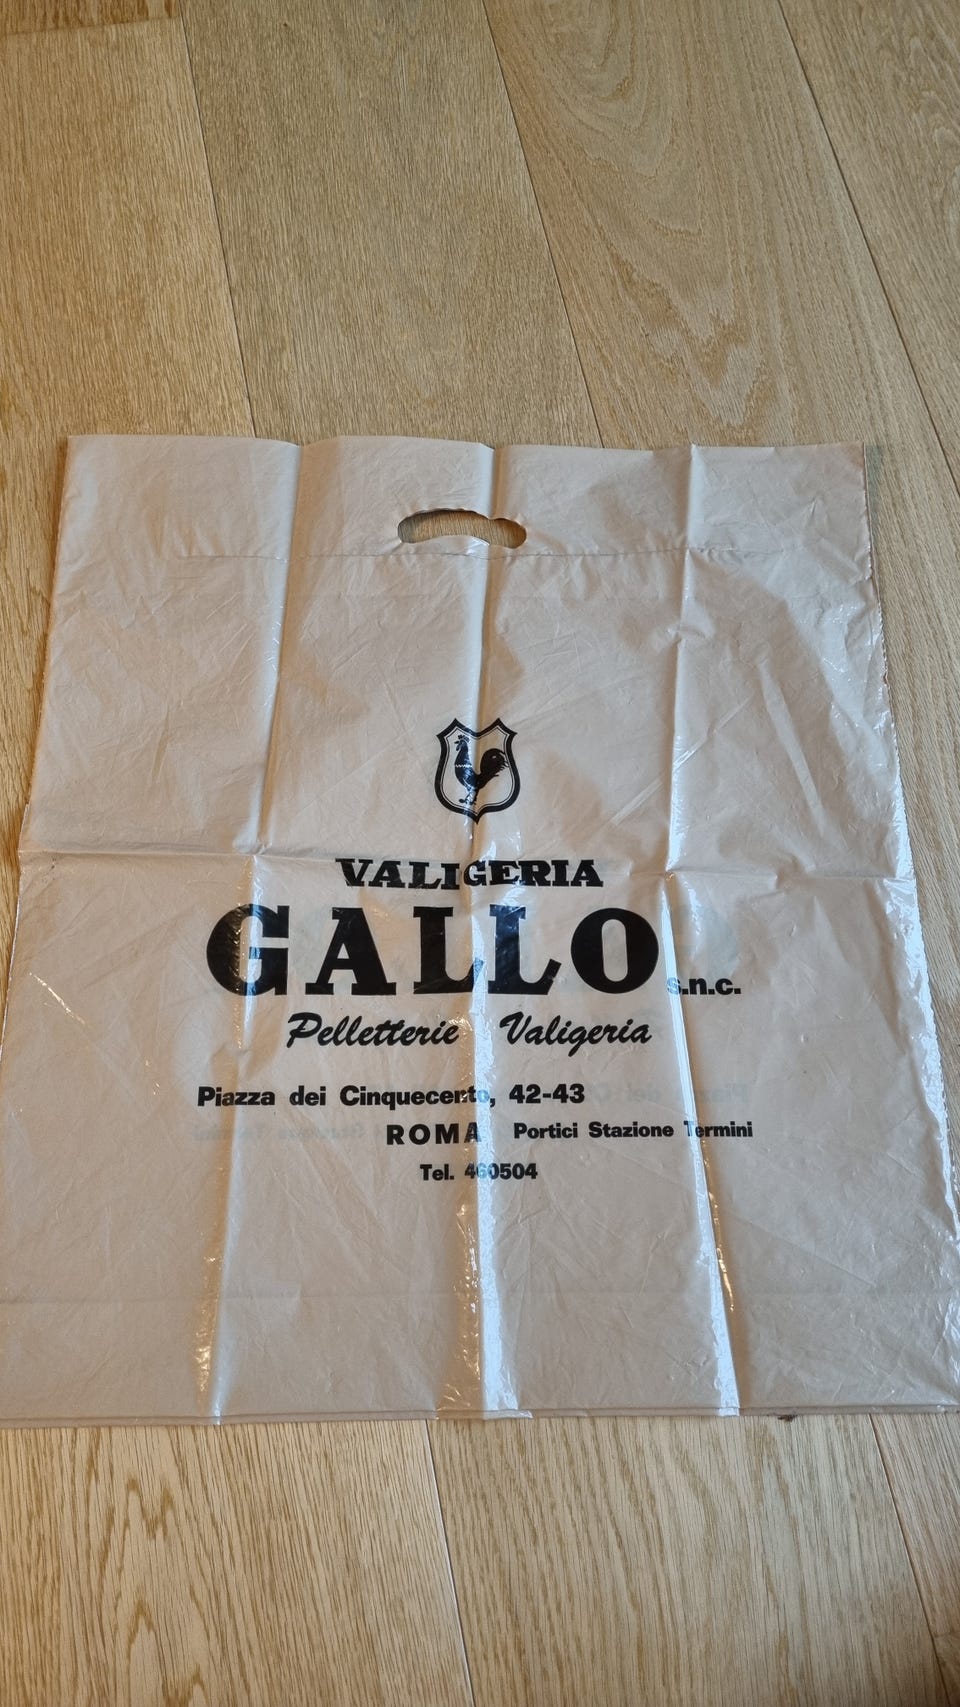 VALIGERIA
GALLO s.n.c.
Pelletterie Valigeria
Piazza dei Cinquecento, 42-43
ROMA Portici Stazione Termini
Tel. 460504